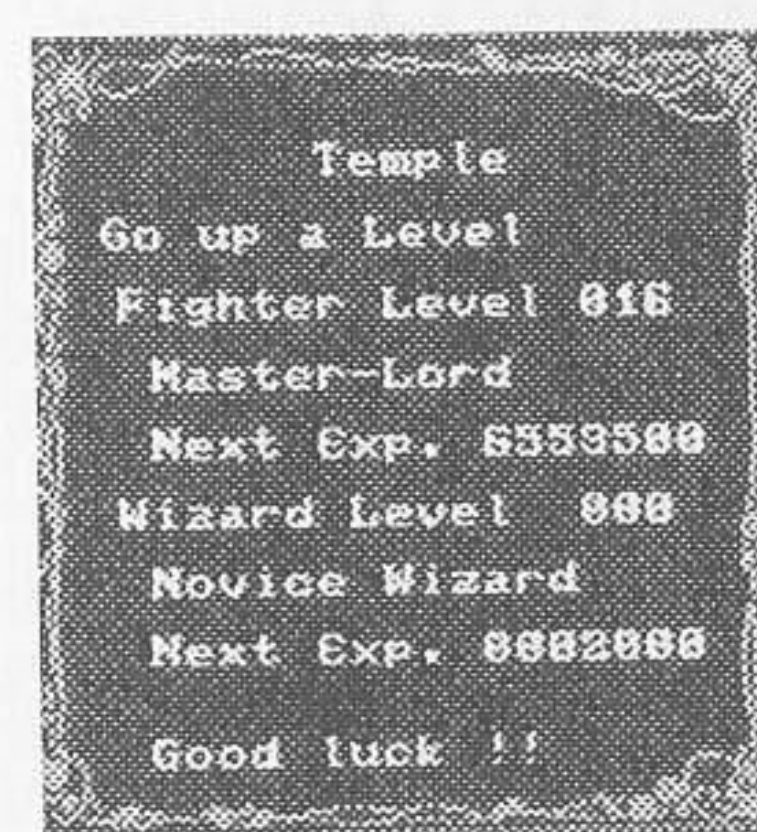 Temple
Go up a Level
Fighter Level 016
Master-Lord
Next Exp. 6553500
Wizard Level 000
Novice Wizard
Next Exp. 0002000
Good luck !!